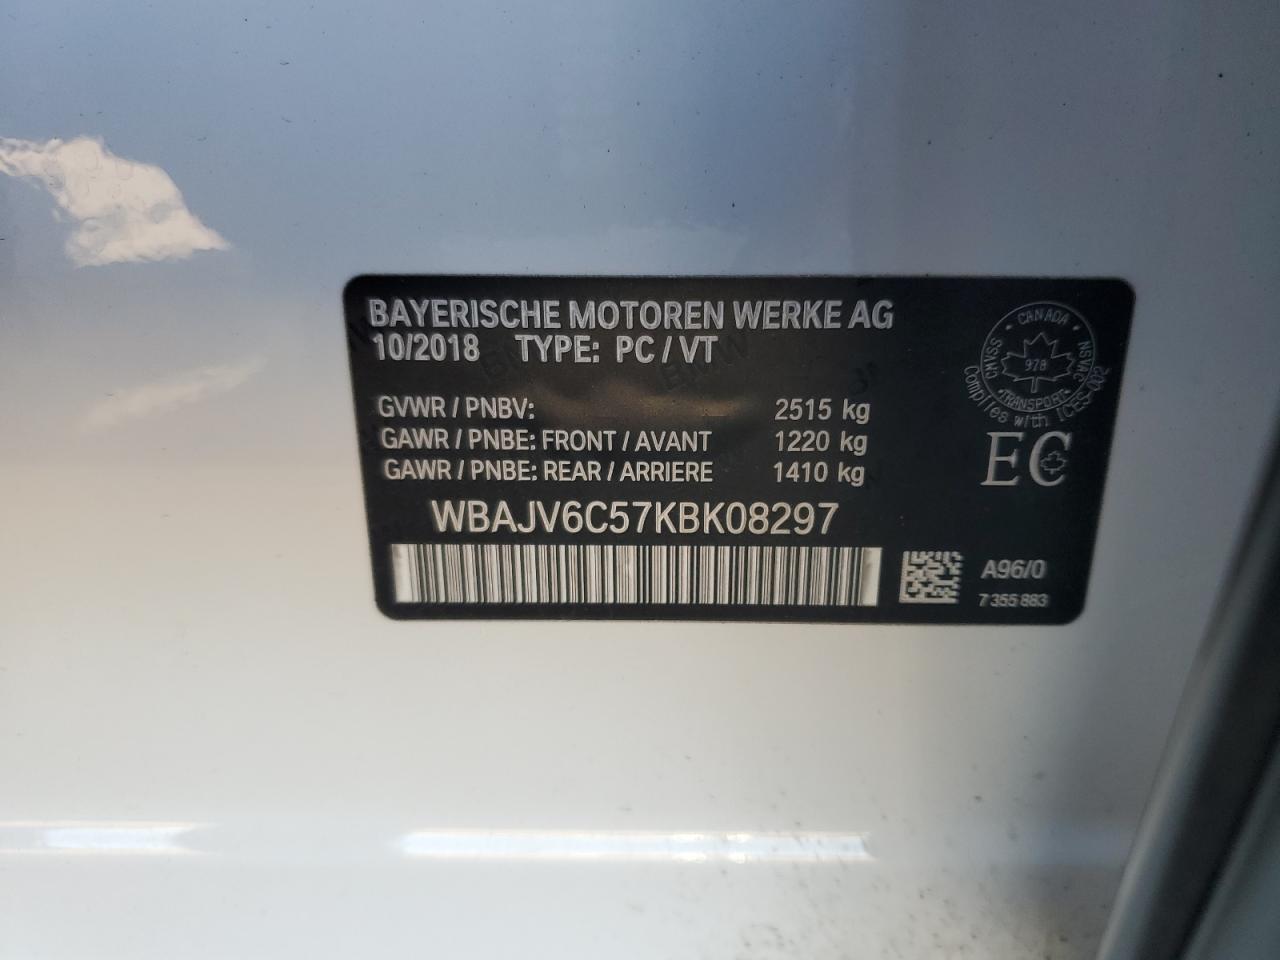 BAYERISCHE MOTOREN WERKE AG
10/2018 TYPE: PC / VT
GVWR / PNBV: 2515 kg
GAWR / PNBE: FRONT / AVANT 1220 kg
GAWR / PNBE: REAR / ARRIERE 1410 kg
WBAJV6C57KBK08297
A96/0
7 355 883
CANADA
CMVSS NSVAC
978
TRANSPORT
Complies with ICES-002
EC